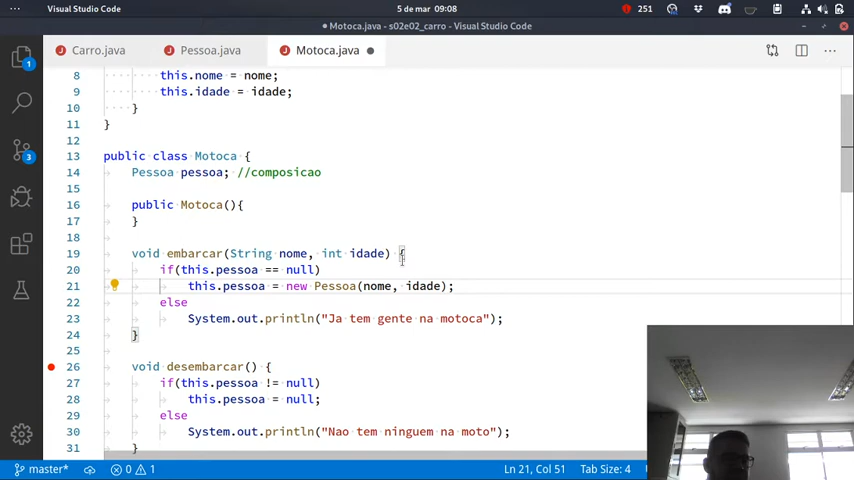 Visual Studio Code
5 de mar 09:08
251
● Motoca.java - s02e02_carro - Visual Studio Code
Carro.java
Pessoa.java
Motoca.java
8 this.nome = nome;
9 this.idade = idade;
10 }
11 }
12
13 public class Motoca {
14 Pessoa pessoa; //composicao
15
16 public Motoca(){
17 }
18
19 void embarcar(String nome, int idade) {
20 if(this.pessoa == null)
21 this.pessoa = new Pessoa(nome, idade);
22 else
23 System.out.println("Ja tem gente na motoca");
24 }
25
26 void desembarcar() {
27 if(this.pessoa != null)
28 this.pessoa = null;
29 else
30 System.out.println("Nao tem ninguem na moto");
31 }
1
3
master*
0
1
Ln 21, Col 51
Tab Size: 4